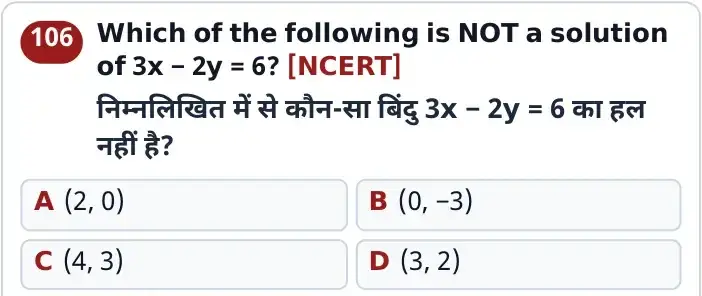 106 Which of the following is NOT a solution
of 3x − 2y = 6? [NCERT]
निम्नलिखित में से कौन-सा बिंदु 3x − 2y = 6 का हल
नहीं है?
A (2, 0) B (0, −3)
C (4, 3) D (3, 2)